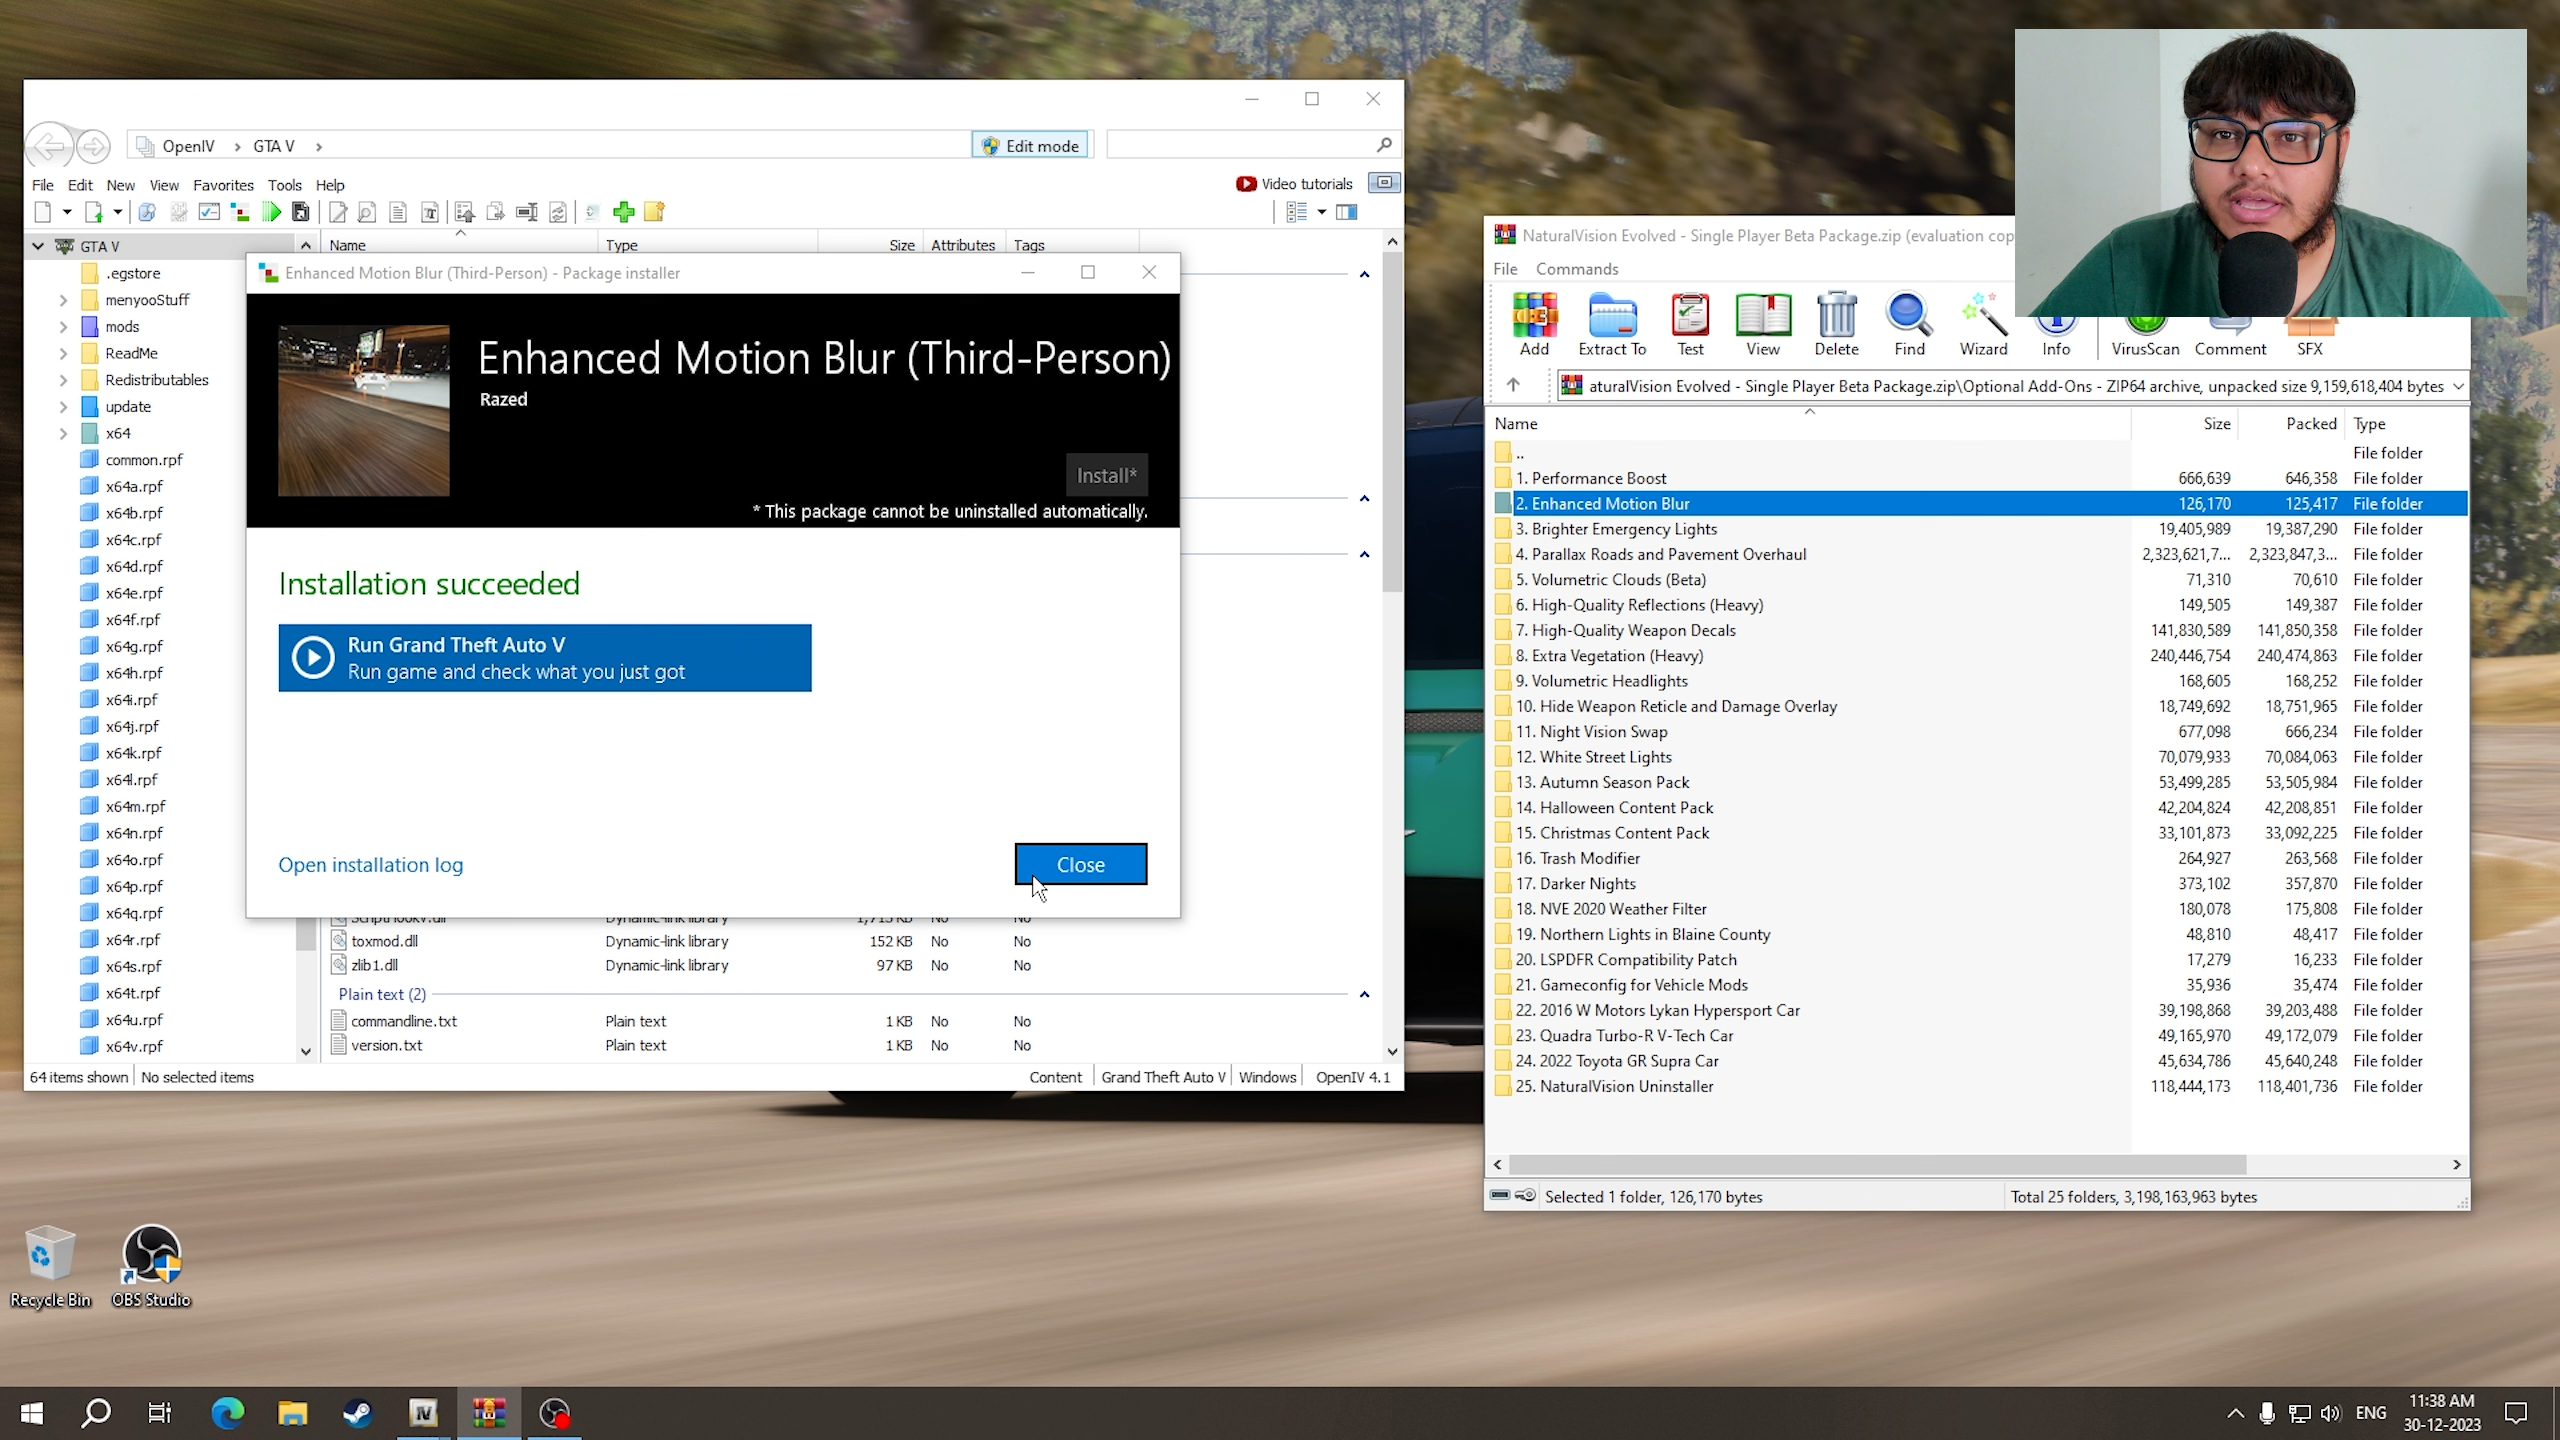 OpenIV
GTA V
Edit mode
File Edit New View Favorites Tools Help
Video tutorials
GTA V
.egstore
menyooStuff
mods
ReadMe
Redistributables
update
x64
common.rpf
x64a.rpf
x64b.rpf
x64c.rpf
x64d.rpf
x64e.rpf
x64f.rpf
x64g.rpf
x64h.rpf
x64i.rpf
x64j.rpf
x64k.rpf
x64l.rpf
x64m.rpf
x64n.rpf
x64o.rpf
x64p.rpf
x64q.rpf
x64r.rpf
x64s.rpf
x64t.rpf
x64u.rpf
x64v.rpf
Name Type Size Attributes Tags
Enhanced Motion Blur (Third-Person) - Package installer
Enhanced Motion Blur (Third-Person)
Razed
Install*
* This package cannot be uninstalled automatically.
Installation succeeded
Run Grand Theft Auto V
Run game and check what you just got
Open installation log
Close
toxmod.dll Dynamic-link library 152 KB No No
zlib1.dll Dynamic-link library 97 KB No No
Plain text (2)
commandline.txt Plain text 1 KB No No
version.txt Plain text 1 KB No No
64 items shown No selected items Content Grand Theft Auto V Windows OpenIV 4.1
NaturalVision Evolved - Single Player Beta Package.zip (evaluation cop
File Commands
Add Extract To Test View Delete Find Wizard Info VirusScan Comment SFX
aturalVision Evolved - Single Player Beta Package.zip\Optional Add-Ons - ZIP64 archive, unpacked size 9,159,618,404 bytes
Name Size Packed Type
.. File folder
1. Performance Boost 666,639 646,358 File folder
2. Enhanced Motion Blur 126,170 125,417 File folder
3. Brighter Emergency Lights 19,405,989 19,387,290 File folder
4. Parallax Roads and Pavement Overhaul 2,323,621,7... 2,323,847,3... File folder
5. Volumetric Clouds (Beta) 71,310 70,610 File folder
6. High-Quality Reflections (Heavy) 149,505 149,387 File folder
7. High-Quality Weapon Decals 141,830,589 141,850,358 File folder
8. Extra Vegetation (Heavy) 240,446,754 240,474,863 File folder
9. Volumetric Headlights 168,605 168,252 File folder
10. Hide Weapon Reticle and Damage Overlay 18,749,692 18,751,965 File folder
11. Night Vision Swap 677,098 666,234 File folder
12. White Street Lights 70,079,933 70,084,063 File folder
13. Autumn Season Pack 53,499,285 53,505,984 File folder
14. Halloween Content Pack 42,204,824 42,208,851 File folder
15. Christmas Content Pack 33,101,873 33,092,225 File folder
16. Trash Modifier 264,927 263,568 File folder
17. Darker Nights 373,102 357,870 File folder
18. NVE 2020 Weather Filter 180,078 175,808 File folder
19. Northern Lights in Blaine County 48,810 48,417 File folder
20. LSPDFR Compatibility Patch 17,279 16,233 File folder
21. Gameconfig for Vehicle Mods 35,936 35,474 File folder
22. 2016 W Motors Lykan Hypersport Car 39,198,868 39,203,488 File folder
23. Quadra Turbo-R V-Tech Car 49,165,970 49,172,079 File folder
24. 2022 Toyota GR Supra Car 45,634,786 45,640,248 File folder
25. NaturalVision Uninstaller 118,444,173 118,401,736 File folder
Selected 1 folder, 126,170 bytes Total 25 folders, 3,198,163,963 bytes
Recycle Bin
OBS Studio
ENG
11:38 AM
30-12-2023